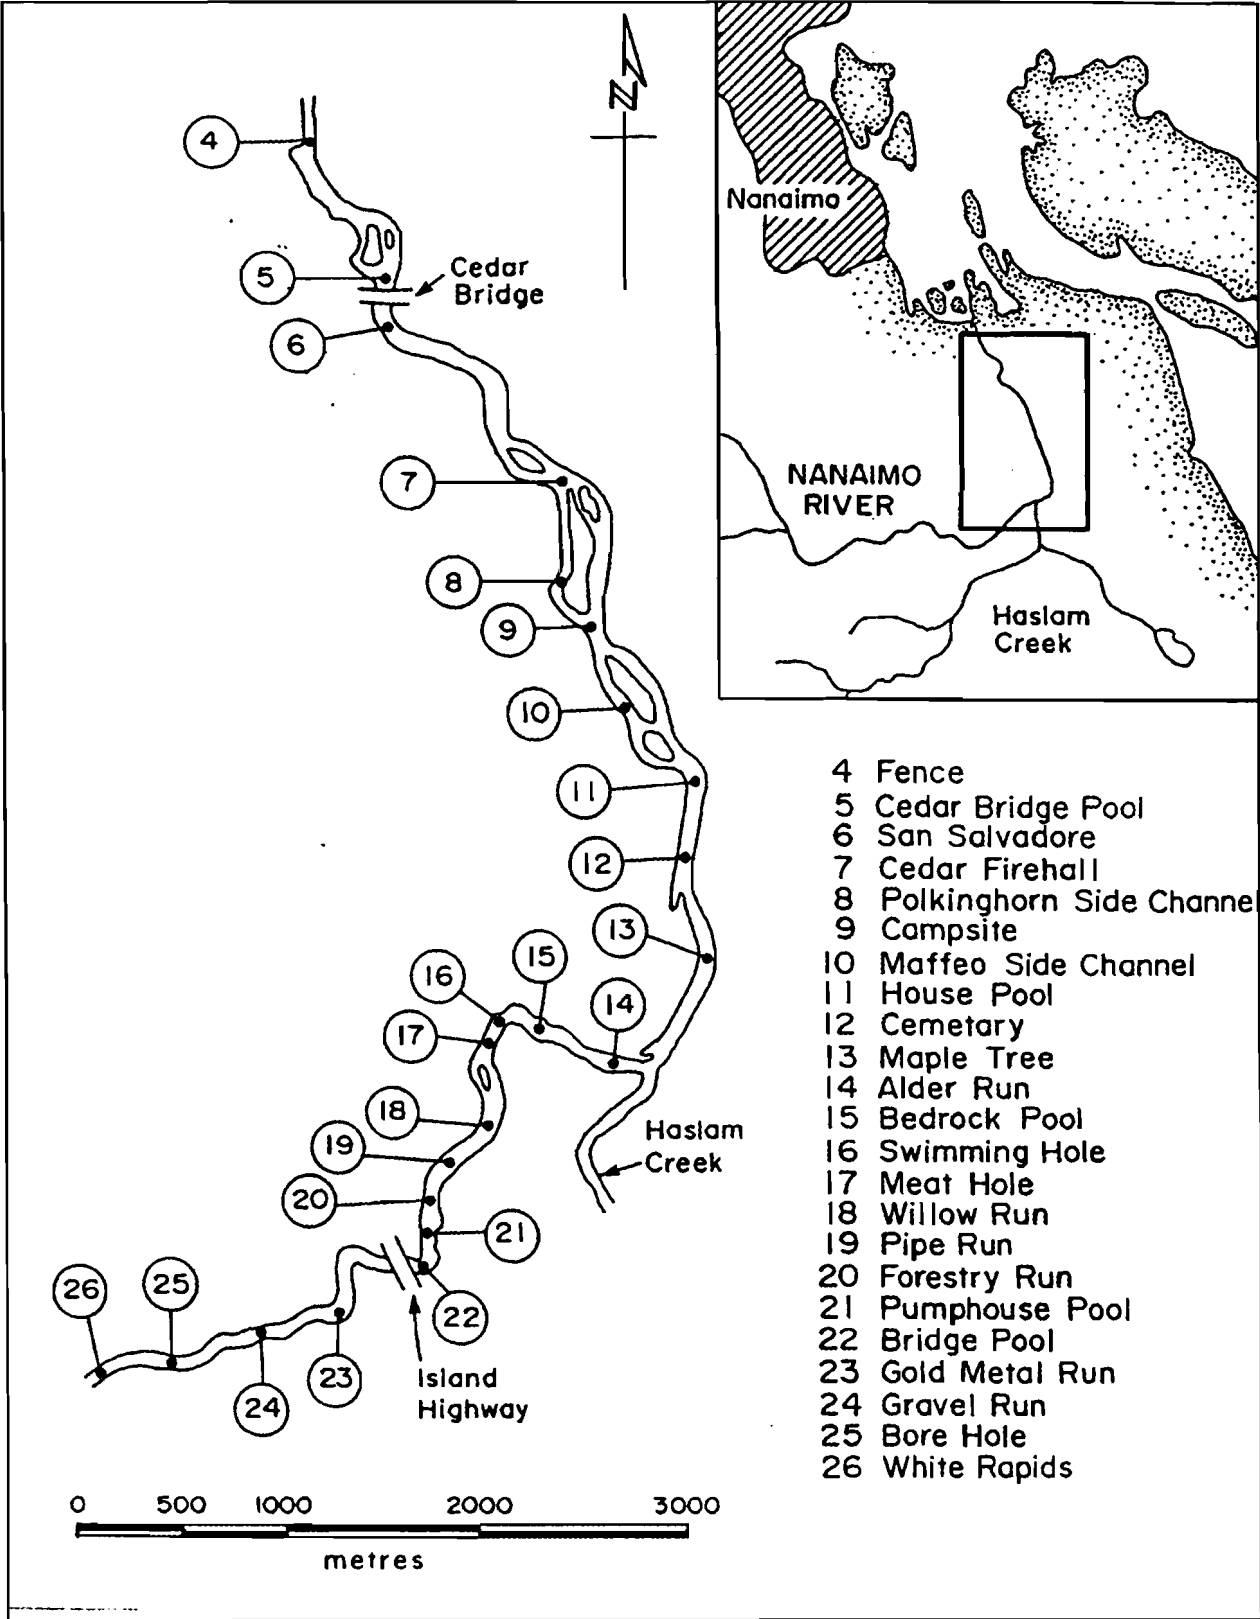 N
4
5
Cedar
Bridge
6
7
8
9
10
11
12
13
14
15
16
17
18
19
20
21
22
23
24
25
26
Haslam
Creek
Island
Highway
Nanaimo
NANAIMO
RIVER
Haslam
Creek
4 Fence
5 Cedar Bridge Pool
6 San Salvadore
7 Cedar Firehall
8 Polkinghorn Side Channel
9 Campsite
10 Maffeo Side Channel
11 House Pool
12 Cemetary
13 Maple Tree
14 Alder Run
15 Bedrock Pool
16 Swimming Hole
17 Meat Hole
18 Willow Run
19 Pipe Run
20 Forestry Run
21 Pumphouse Pool
22 Bridge Pool
23 Gold Metal Run
24 Gravel Run
25 Bore Hole
26 White Rapids
0 500 1000 2000 3000
metres